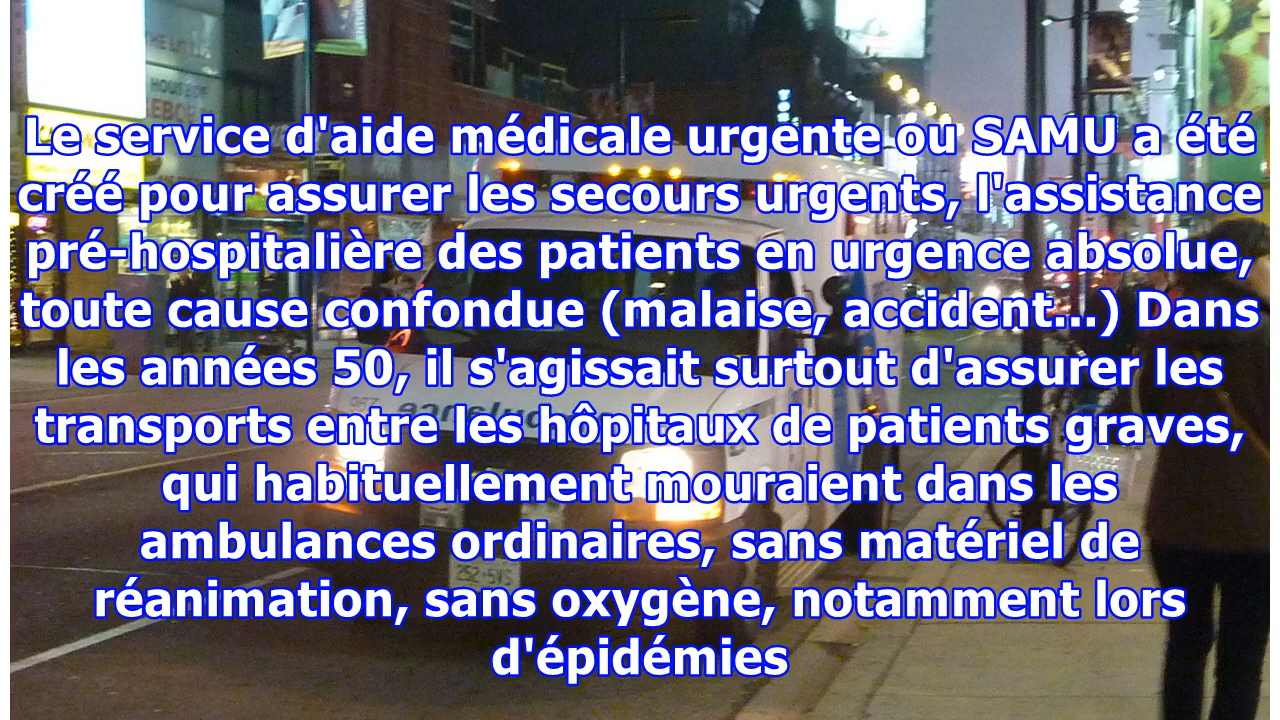 Le service d'aide médicale urgente ou SAMU a été
créé pour assurer les secours urgents, l'assistance
pré-hospitalière des patients en urgence absolue,
toute cause confondue (malaise, accident...) Dans
les années 50, il s'agissait surtout d'assurer les
transports entre les hôpitaux de patients graves,
qui habituellement mouraient dans les
ambulances ordinaires, sans matériel de
réanimation, sans oxygène, notamment lors
d'épidémies